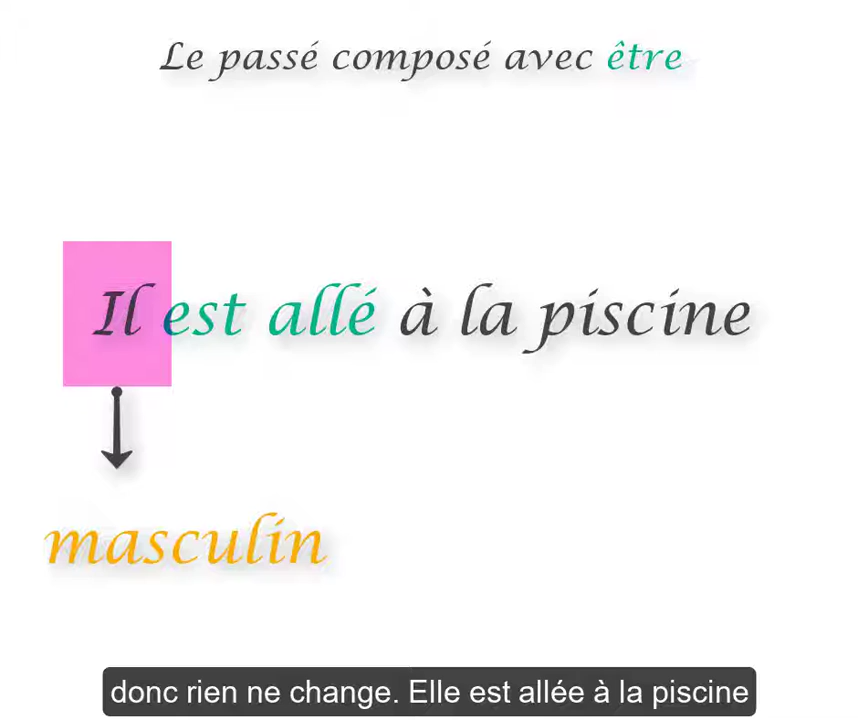 Le passé composé avec être
Il est allé à la piscine
masculin
donc rien ne change. Elle est allée à la piscine